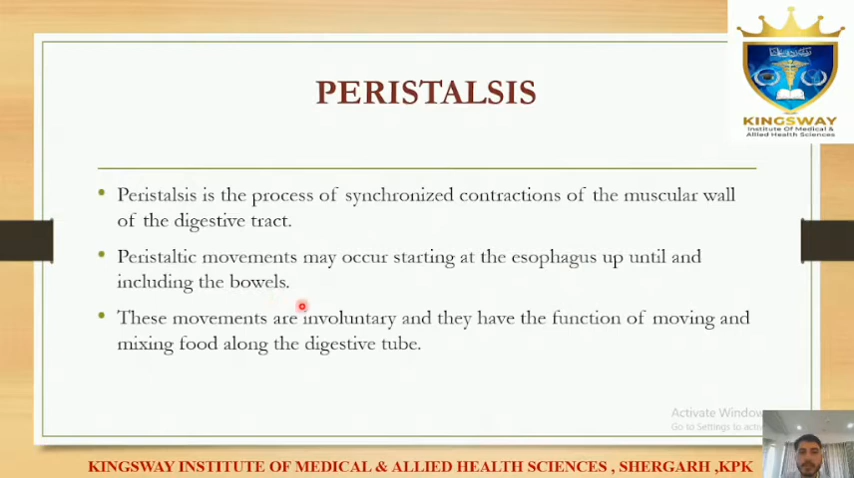 KINGSWAY
Institute Of Medical &
Allied Health Sciences
PERISTALSIS
• Peristalsis is the process of synchronized contractions of the muscular wall
of the digestive tract.
• Peristaltic movements may occur starting at the esophagus up until and
including the bowels.
• These movements are involuntary and they have the function of moving and
mixing food along the digestive tube.
Activate Window
Go to Settings to activ
KINGSWAY INSTITUTE OF MEDICAL & ALLIED HEALTH SCIENCES , SHERGARH ,KPK